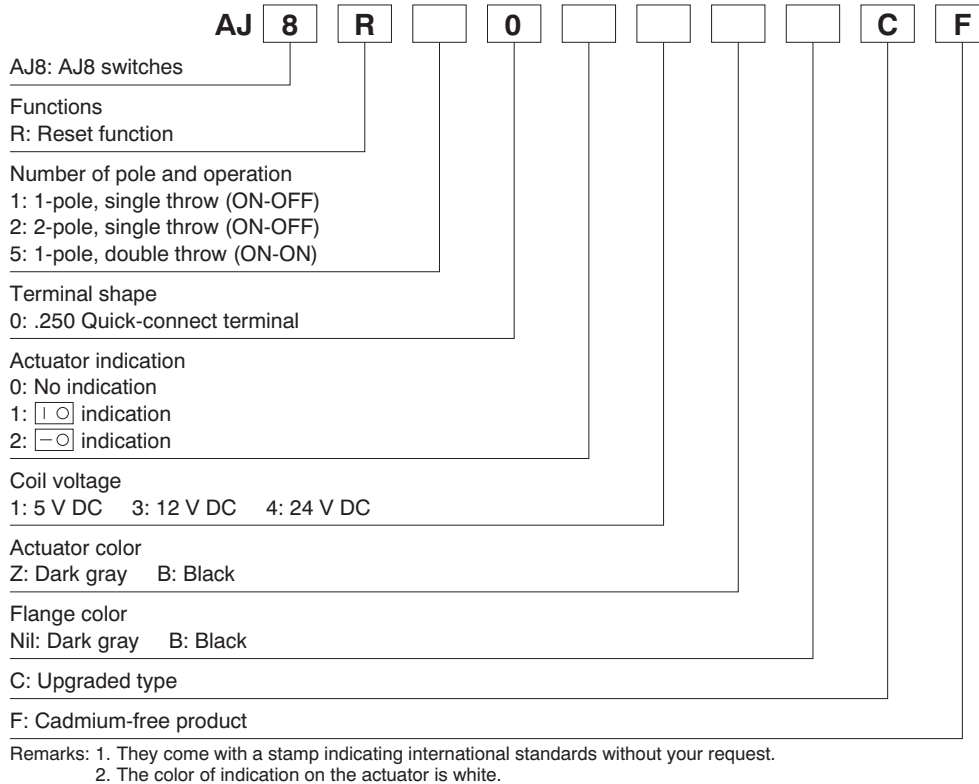 AJ 8 R 0 C F
AJ8: AJ8 switches
Functions
R: Reset function
Number of pole and operation
1: 1-pole, single throw (ON-OFF)
2: 2-pole, single throw (ON-OFF)
5: 1-pole, double throw (ON-ON)
Terminal shape
0: .250 Quick-connect terminal
Actuator indication
0: No indication
1: | ○ indication
2: − ○ indication
Coil voltage
1: 5 V DC 3: 12 V DC 4: 24 V DC
Actuator color
Z: Dark gray B: Black
Flange color
Nil: Dark gray B: Black
C: Upgraded type
F: Cadmium-free product
Remarks: 1. They come with a stamp indicating international standards without your request.
2. The color of indication on the actuator is white.